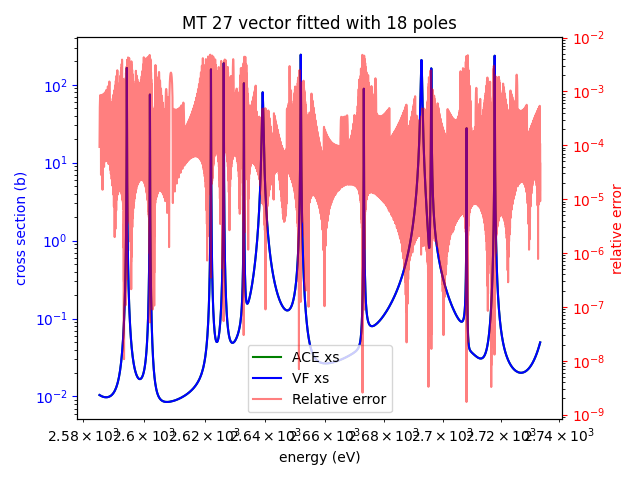 MT 27 vector fitted with 18 poles
cross section (b)
10²
10¹
10⁰
10⁻¹
10⁻²
10⁻²
10⁻³
10⁻⁴
10⁻⁵
10⁻⁶
10⁻⁷
10⁻⁸
10⁻⁹
relative error
ACE xs
VF xs
Relative error
2.58 × 10³ 2.6 × 10³ 2.62 × 10³ 2.64 × 10³ 2.66 × 10³ 2.68 × 10³ 2.7 × 10³ 2.72 × 10³ 2.74 × 10³
energy (eV)